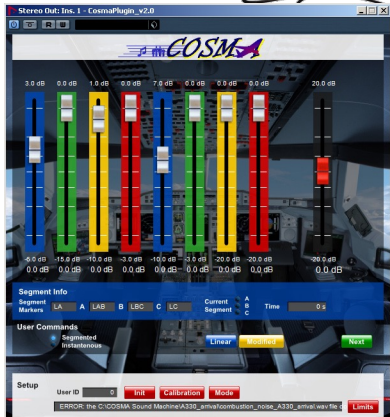 Stereo Out: Ins. 1 - CosmaPlugin_v2.0
R W
COSMA
3.0 dB 0.0 dB 1.0 dB 0.0 dB 7.0 dB 0.0 dB 0.0 dB 0.0 dB 20.0 dB
-6.0 dB -15.0 dB -10.0 dB -3.0 dB -10.0 dB -3.0 dB -20.0 dB -20.0 dB -20.0 dB
0.0 dB 0.0 dB 0.0 dB 0.0 dB 0.0 dB 0.0 dB 0.0 dB 0.0 dB 0.0 dB
Segment Info
Segment Markers LA A LAB B LBC C LC Current Segment A B C Time 0 s
User Commands
Segmented
Instantenous
Linear Modified Next
Setup
User ID 0 Init Calibration Mode
ERROR: the C:\COSMA Sound Machine\A330_arrival\combustion_noise_A330_arrival.wav file d
Limits